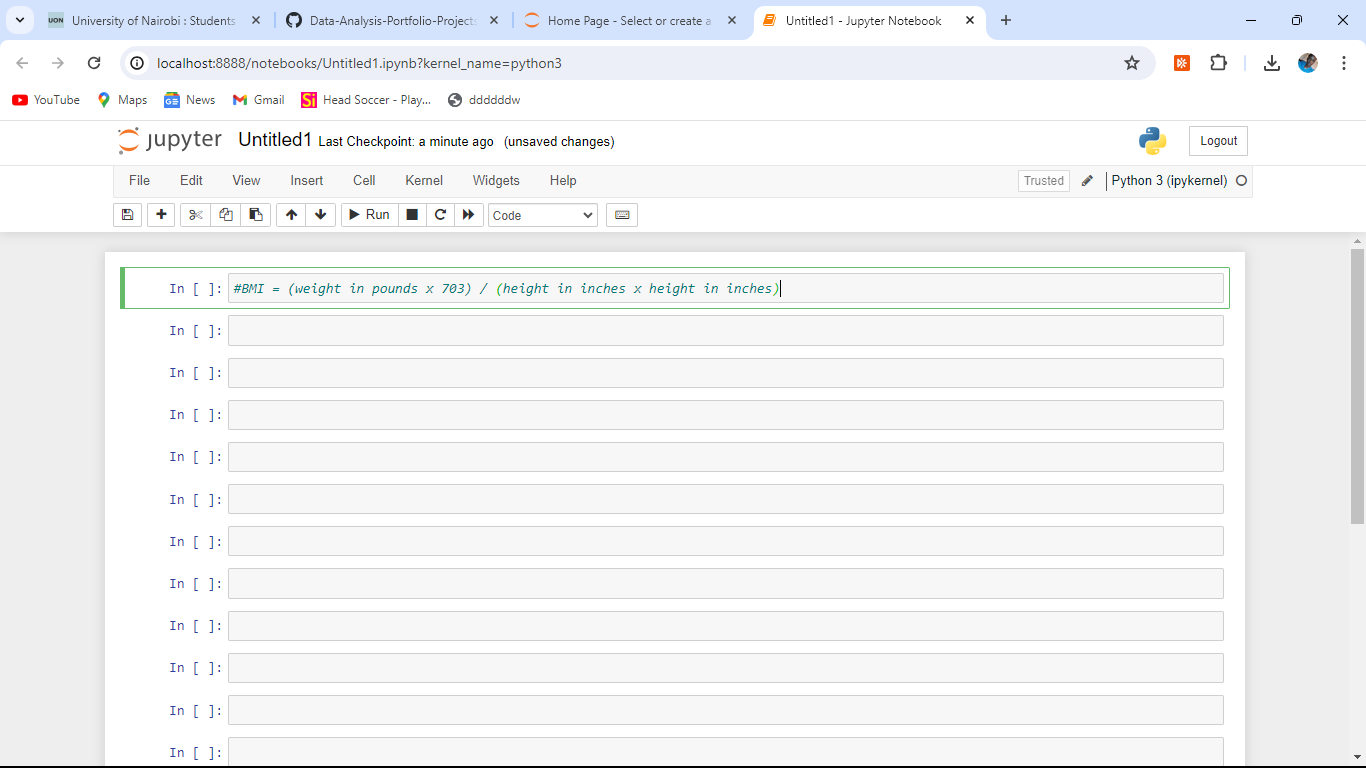 UON University of Nairobi : Students
Data-Analysis-Portfolio-Projects
Home Page - Select or create a
Untitled1 - Jupyter Notebook
localhost:8888/notebooks/Untitled1.ipynb?kernel_name=python3
YouTube Maps GE News Gmail Si Head Soccer - Play... ddddddw
jupyter Untitled1 Last Checkpoint: a minute ago (unsaved changes) Logout
File Edit View Insert Cell Kernel Widgets Help Trusted Python 3 (ipykernel)
Run Code
In [ ]: #BMI = (weight in pounds x 703) / (height in inches x height in inches)
In [ ]:
In [ ]:
In [ ]:
In [ ]:
In [ ]:
In [ ]:
In [ ]:
In [ ]:
In [ ]:
In [ ]:
In [ ]: